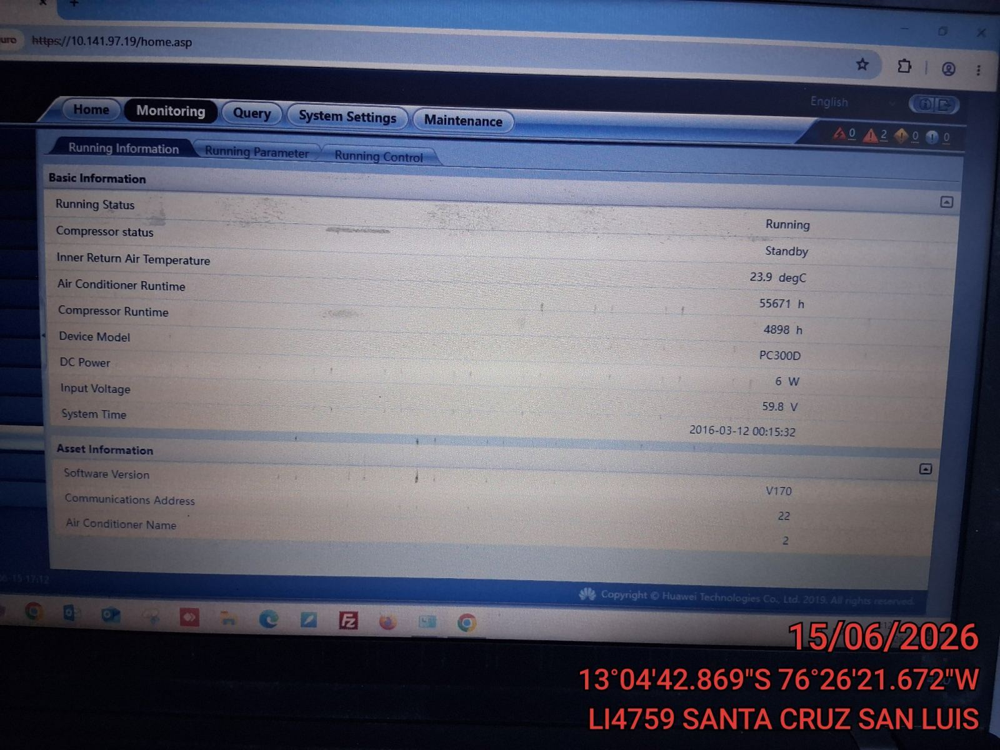 https://10.141.97.19/home.asp
English
Home Monitoring Query System Settings Maintenance
0 2 0 0
Running Information Running Parameter Running Control
Basic Information
Running Status Running
Compressor status Standby
Inner Return Air Temperature 23.9 degC
Air Conditioner Runtime 55671 h
Compressor Runtime 4898 h
Device Model PC300D
DC Power 6 W
Input Voltage 59.8 V
System Time 2016-03-12 00:15:32
Asset Information
Software Version V170
Communications Address 22
Air Conditioner Name 2
Copyright © Huawei Technologies Co., Ltd. 2019. All rights reserved.
Fz
15/06/2026
13°04'42.869"S 76°26'21.672"W
LI4759 SANTA CRUZ SAN LUIS